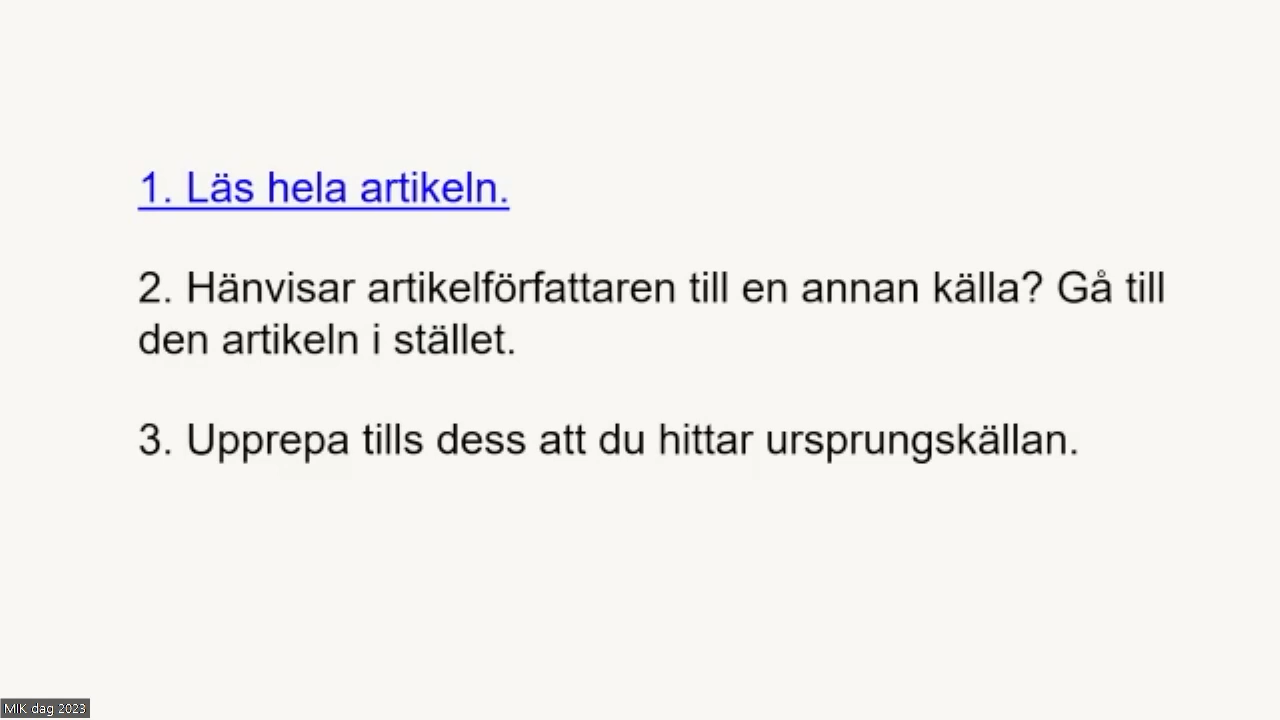 1. Läs hela artikeln.
2. Hänvisar artikelförfattaren till en annan källa? Gå till
den artikeln i stället.
3. Upprepa tills dess att du hittar ursprungskällan.
MIK dag 2023